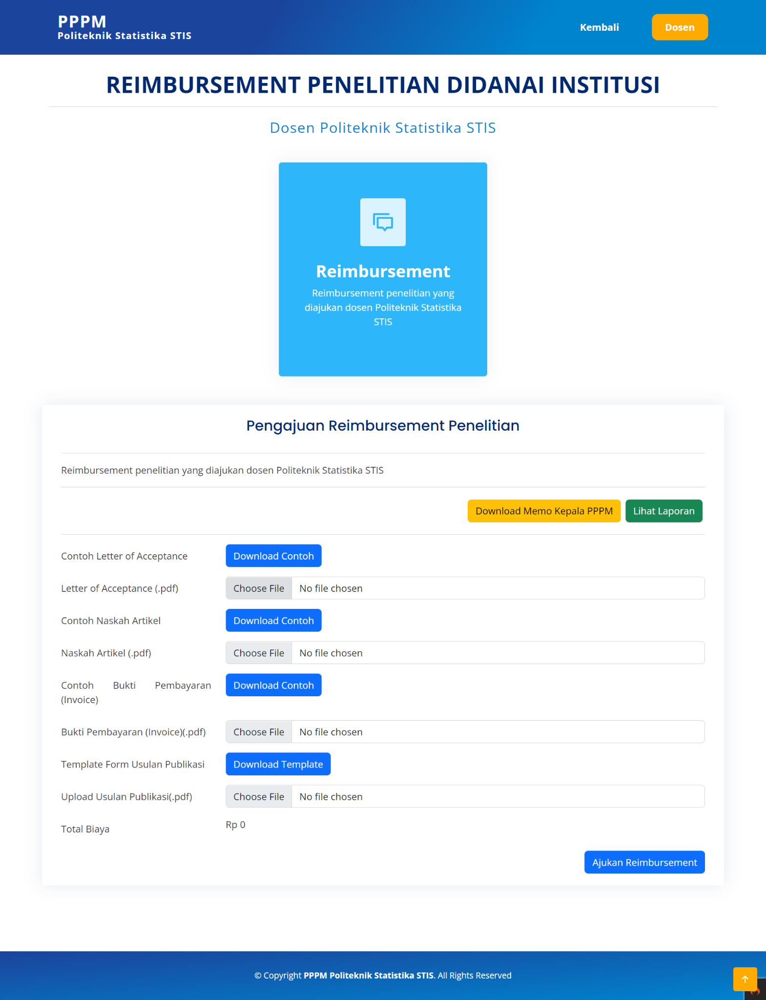 PPPM
Politeknik Statistika STIS
Kembali
Dosen
REIMBURSEMENT PENELITIAN DIDANAI INSTITUSI
Dosen Politeknik Statistika STIS
Reimbursement
Reimbursement penelitian yang
diajukan dosen Politeknik Statistika
STIS
Pengajuan Reimbursement Penelitian
Reimbursement penelitian yang diajukan dosen Politeknik Statistika STIS
Download Memo Kepala PPPM
Lihat Laporan
Contoh Letter of Acceptance
Download Contoh
Letter of Acceptance (.pdf)
Choose File No file chosen
Contoh Naskah Artikel
Download Contoh
Naskah Artikel (.pdf)
Choose File No file chosen
Contoh Bukti Pembayaran
(Invoice)
Download Contoh
Bukti Pembayaran (Invoice)(.pdf)
Choose File No file chosen
Template Form Usulan Publikasi
Download Template
Upload Usulan Publikasi(.pdf)
Choose File No file chosen
Total Biaya
Rp 0
Ajukan Reimbursement
© Copyright PPPM Politeknik Statistika STIS. All Rights Reserved